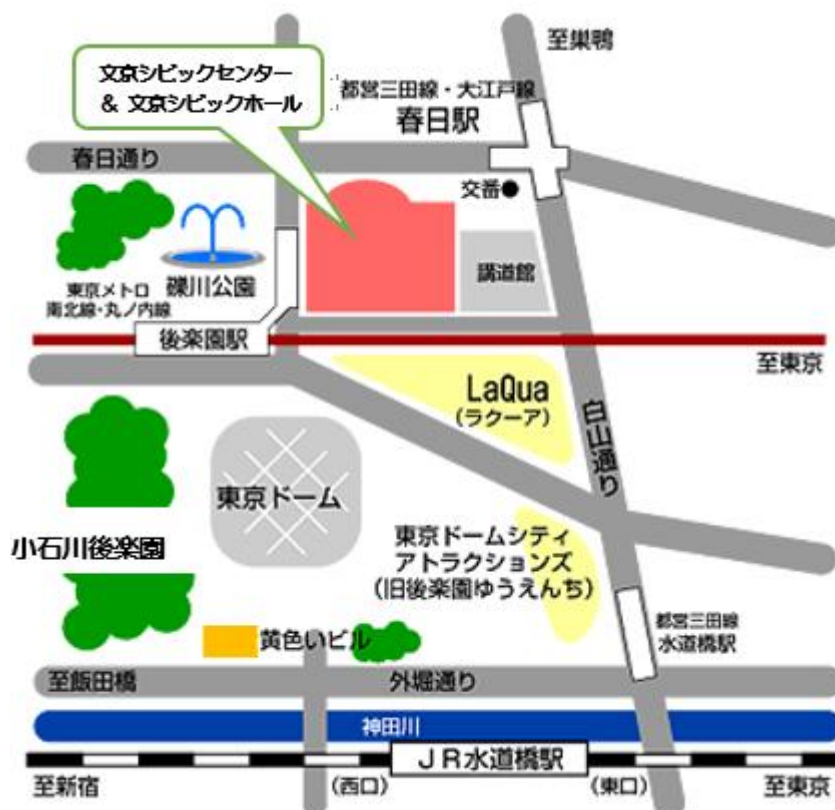 至巣鴨
文京シビックセンター
& 文京シビックホール
都営三田線・大江戸線
春日駅
春日通り
交番●
東京メトロ
南北線・丸ノ内線
礫川公園
講道館
後楽園駅
至東京
LaQua
(ラクーア)
白山通り
東京ドーム
小石川後楽園
東京ドームシティ
アトラクションズ
(旧後楽園ゆうえんち)
都営三田線
水道橋駅
黄色いビル
至飯田橋
外堀通り
神田川
JR水道橋駅
至新宿
(西口)
(東口)
至東京